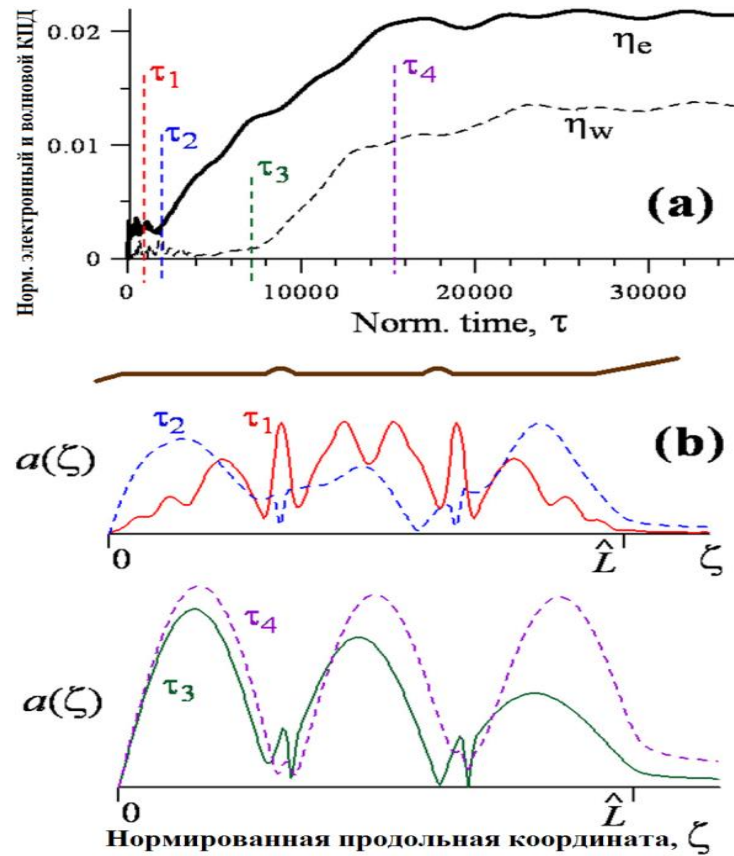 Норм. электронный и волновой КПД
0.02
0.01
0
τ1
τ2
τ3
τ4
ηe
ηw
(a)
0 10000 20000 30000
Norm. time, τ
a(ζ)
τ2
τ1
(b)
0
L̂
ζ
a(ζ)
τ3
τ4
0
L̂
Нормированная продольная координата, ζ